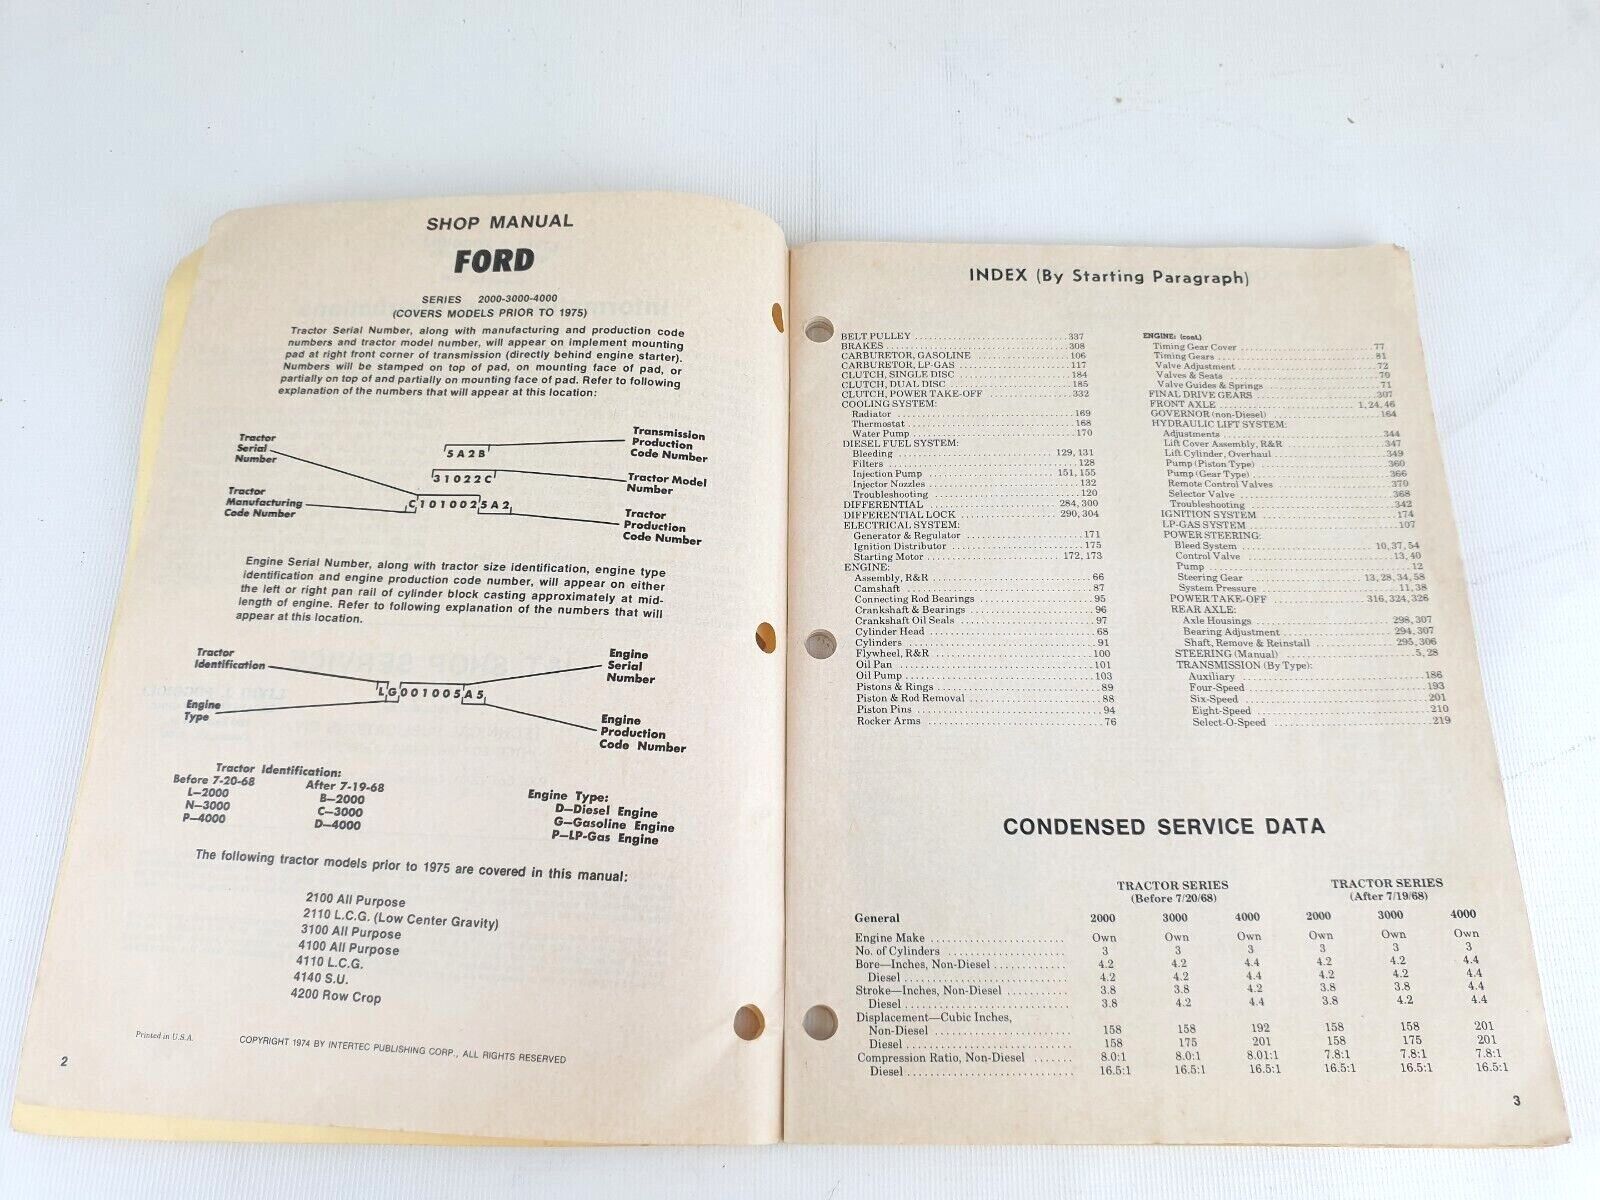 SHOP MANUAL
FORD
SERIES 2000-3000-4000
(COVERS MODELS PRIOR TO 1975)
Tractor Serial Number, along with manufacturing and production code
numbers and tractor model number, will appear on implement mounting
pad at right front corner of transmission (directly behind engine starter).
Numbers will be stamped on top of pad, on mounting face of pad, or
partially on top of and partially on mounting face of pad. Refer to following
explanation of the numbers that will appear at this location:
Tractor
Serial
Number
Tractor
Manufacturing
Code Number
5A2B
31022C
C1010025A2
Transmission
Production
Code Number
Tractor Model
Number
Tractor
Production
Code Number
Engine Serial Number, along with tractor size identification, engine type
identification and engine production code number, will appear on either
the left or right pan rail of cylinder block casting approximately at mid-
length of engine. Refer to following explanation of the numbers that will
appear at this location.
Tractor
Identification
Engine
Type
LG001005A5
Engine
Serial
Number
Engine
Production
Code Number
Tractor Identification:
Before 7-20-68 After 7-19-68
L—2000 B—2000
N—3000 C—3000
P—4000 D—4000
Engine Type:
D—Diesel Engine
G—Gasoline Engine
P—LP-Gas Engine
The following tractor models prior to 1975 are covered in this manual:
2100 All Purpose
2110 L.C.G. (Low Center Gravity)
3100 All Purpose
4100 All Purpose
4110 L.C.G.
4140 S.U.
4200 Row Crop
Printed in U.S.A.
COPYRIGHT 1974 BY INTERTEC PUBLISHING CORP., ALL RIGHTS RESERVED
2
INDEX (By Starting Paragraph)
BELT PULLEY 337
BRAKES 308
CARBURETOR, GASOLINE 106
CARBURETOR, LP-GAS 117
CLUTCH, SINGLE DISC 184
CLUTCH, DUAL DISC 185
CLUTCH, POWER TAKE-OFF 332
COOLING SYSTEM:
Radiator 169
Thermostat 168
Water Pump 170
DIESEL FUEL SYSTEM:
Bleeding 129, 131
Filters 128
Injection Pump 151, 155
Injector Nozzles 132
Troubleshooting 120
DIFFERENTIAL 284, 300
DIFFERENTIAL LOCK 290, 304
ELECTRICAL SYSTEM:
Generator & Regulator 171
Ignition Distributor 175
Starting Motor 172, 173
ENGINE:
Assembly, R&R 66
Camshaft 87
Connecting Rod Bearings 95
Crankshaft & Bearings 96
Crankshaft Oil Seals 97
Cylinder Head 68
Cylinders 91
Flywheel, R&R 100
Oil Pan 101
Oil Pump 103
Pistons & Rings 89
Piston & Rod Removal 88
Piston Pins 94
Rocker Arms 76
ENGINE: (cont.)
Timing Gear Cover 77
Timing Gears 81
Valve Adjustment 72
Valves & Seats 70
Valve Guides & Springs 71
FINAL DRIVE GEARS 307
FRONT AXLE 1, 24, 46
GOVERNOR (non-Diesel) 164
HYDRAULIC LIFT SYSTEM:
Adjustments 344
Lift Cover Assembly, R&R 347
Lift Cylinder, Overhaul 349
Pump (Piston Type) 360
Pump (Gear Type) 366
Remote Control Valves 370
Selector Valve 368
Troubleshooting 342
IGNITION SYSTEM 174
LP-GAS SYSTEM 107
POWER STEERING:
Bleed System 10, 37, 54
Control Valve 13, 40
Pump 12
Steering Gear 13, 28, 34, 58
System Pressure 11, 38
POWER TAKE-OFF 316, 324, 326
REAR AXLE:
Axle Housings 298, 307
Bearing Adjustment 294, 307
Shaft, Remove & Reinstall 295, 306
STEERING (Manual) 5, 28
TRANSMISSION (By Type):
Auxiliary 186
Four-Speed 193
Six-Speed 201
Eight-Speed 210
Select-O-Speed 219
CONDENSED SERVICE DATA
TRACTOR SERIES TRACTOR SERIES
(Before 7/20/68) (After 7/19/68)
General 2000 3000 4000 2000 3000 4000
Engine Make Own Own Own Own Own Own
No. of Cylinders 3 3 3 3 3 3
Bore—Inches, Non-Diesel 4.2 4.2 4.4 4.2 4.2 4.4
Diesel 4.2 4.2 4.4 4.2 4.2 4.4
Stroke—Inches, Non-Diesel 3.8 3.8 4.2 3.8 3.8 4.4
Diesel 3.8 4.2 4.4 3.8 4.2 4.4
Displacement—Cubic Inches,
Non-Diesel 158 158 192 158 158 201
Diesel 158 175 201 158 175 201
Compression Ratio, Non-Diesel 8.0:1 8.0:1 8.01:1 7.8:1 7.8:1 7.8:1
Diesel 16.5:1 16.5:1 16.5:1 16.5:1 16.5:1 16.5:1
3